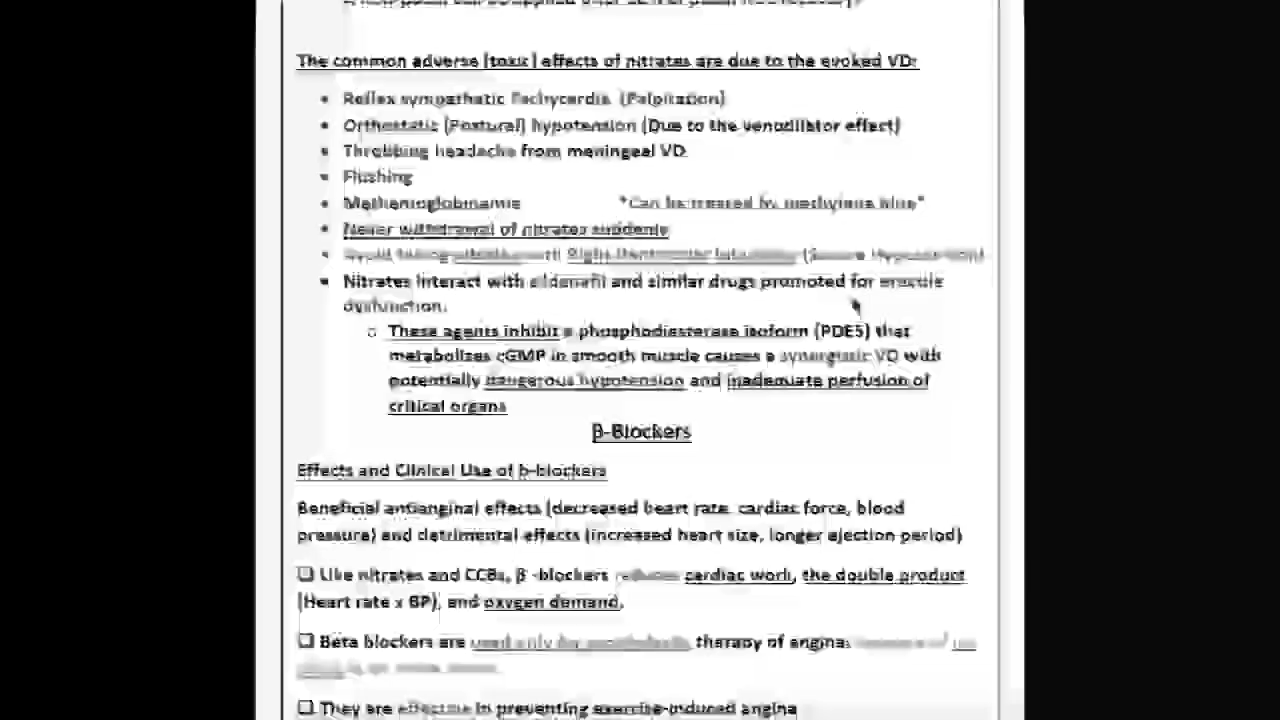 The common adverse [toxic] effects of nitrates are due to the evoked VD:
• Reflex sympathetic Tachycardia (Palpitation)
• Orthostatic (Postural) hypotension (Due to the venodilator effect)
• Throbbing headache from meningeal VD
• Flushing
• "Can be treated by methylene blue"
• Never withdrawal of nitrates suddenly
• Right
• Nitrates interact with sildenafil and similar drugs promoted for erectile
dysfunction.
○ These agents inhibit a phosphodiesterase isoform (PDE5) that
metabolizes cGMP in smooth muscle causes a synergistic VD with
potentially dangerous hypotension and inadequate perfusion of
critical organs
β-Blockers
Effects and Clinical Use of b-blockers
Beneficial antianginal effects (decreased heart rate, cardiac force, blood
pressure) and detrimental effects (increased heart size, longer ejection period)
❑ Like nitrates and CCBs, β -blockers reduces cardiac work, the double product
(Heart rate x BP), and oxygen demand.
❑ Beta blockers are used only for prophylactic therapy of angina
❑ They are effective in preventing exercise-induced angina